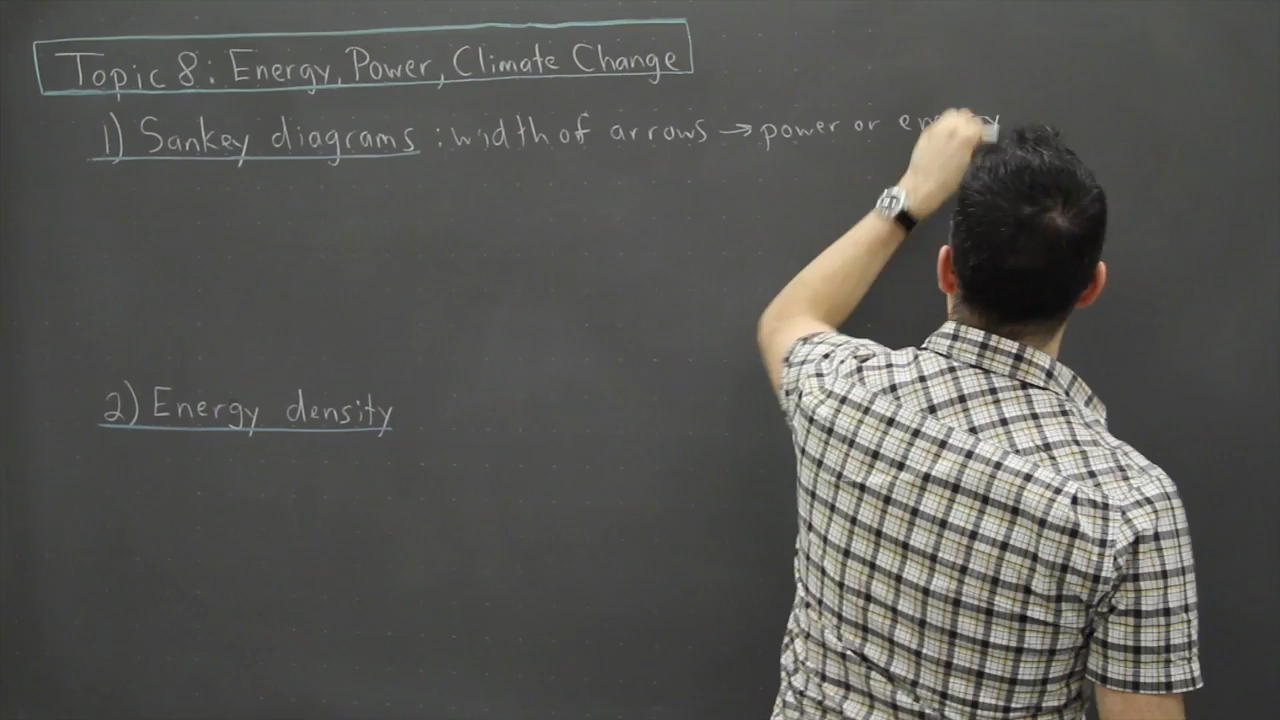 Topic 8: Energy, Power, Climate Change
1) Sankey diagrams : width of arrows → power or
2) Energy density